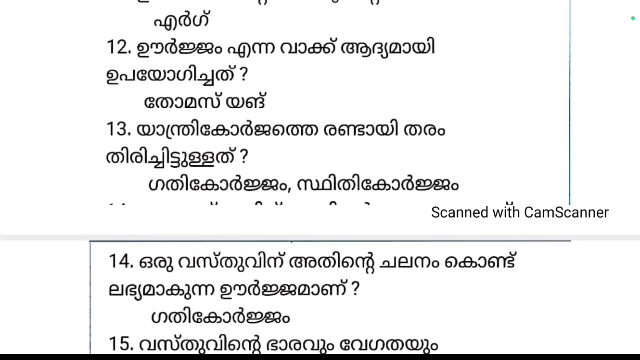 എർഗ്
12. ഊർജ്ജം എന്ന വാക്ക് ആദ്യമായി
ഉപയോഗിച്ചത് ?
തോമസ് യങ്
13. യാന്ത്രികോർജത്തെ രണ്ടായി തരം
തിരിച്ചിട്ടുള്ളത് ?
ഗതികോർജ്ജം, സ്ഥിതികോർജ്ജം
Scanned with CamScanner
14. ഒരു വസ്തുവിന് അതിന്റെ ചലനം കൊണ്ട്
ലഭ്യമാകുന്ന ഊർജ്ജമാണ് ?
ഗതികോർജ്ജം
15. വസ്തുവിന്റെ ഭാരവും വേഗതയും